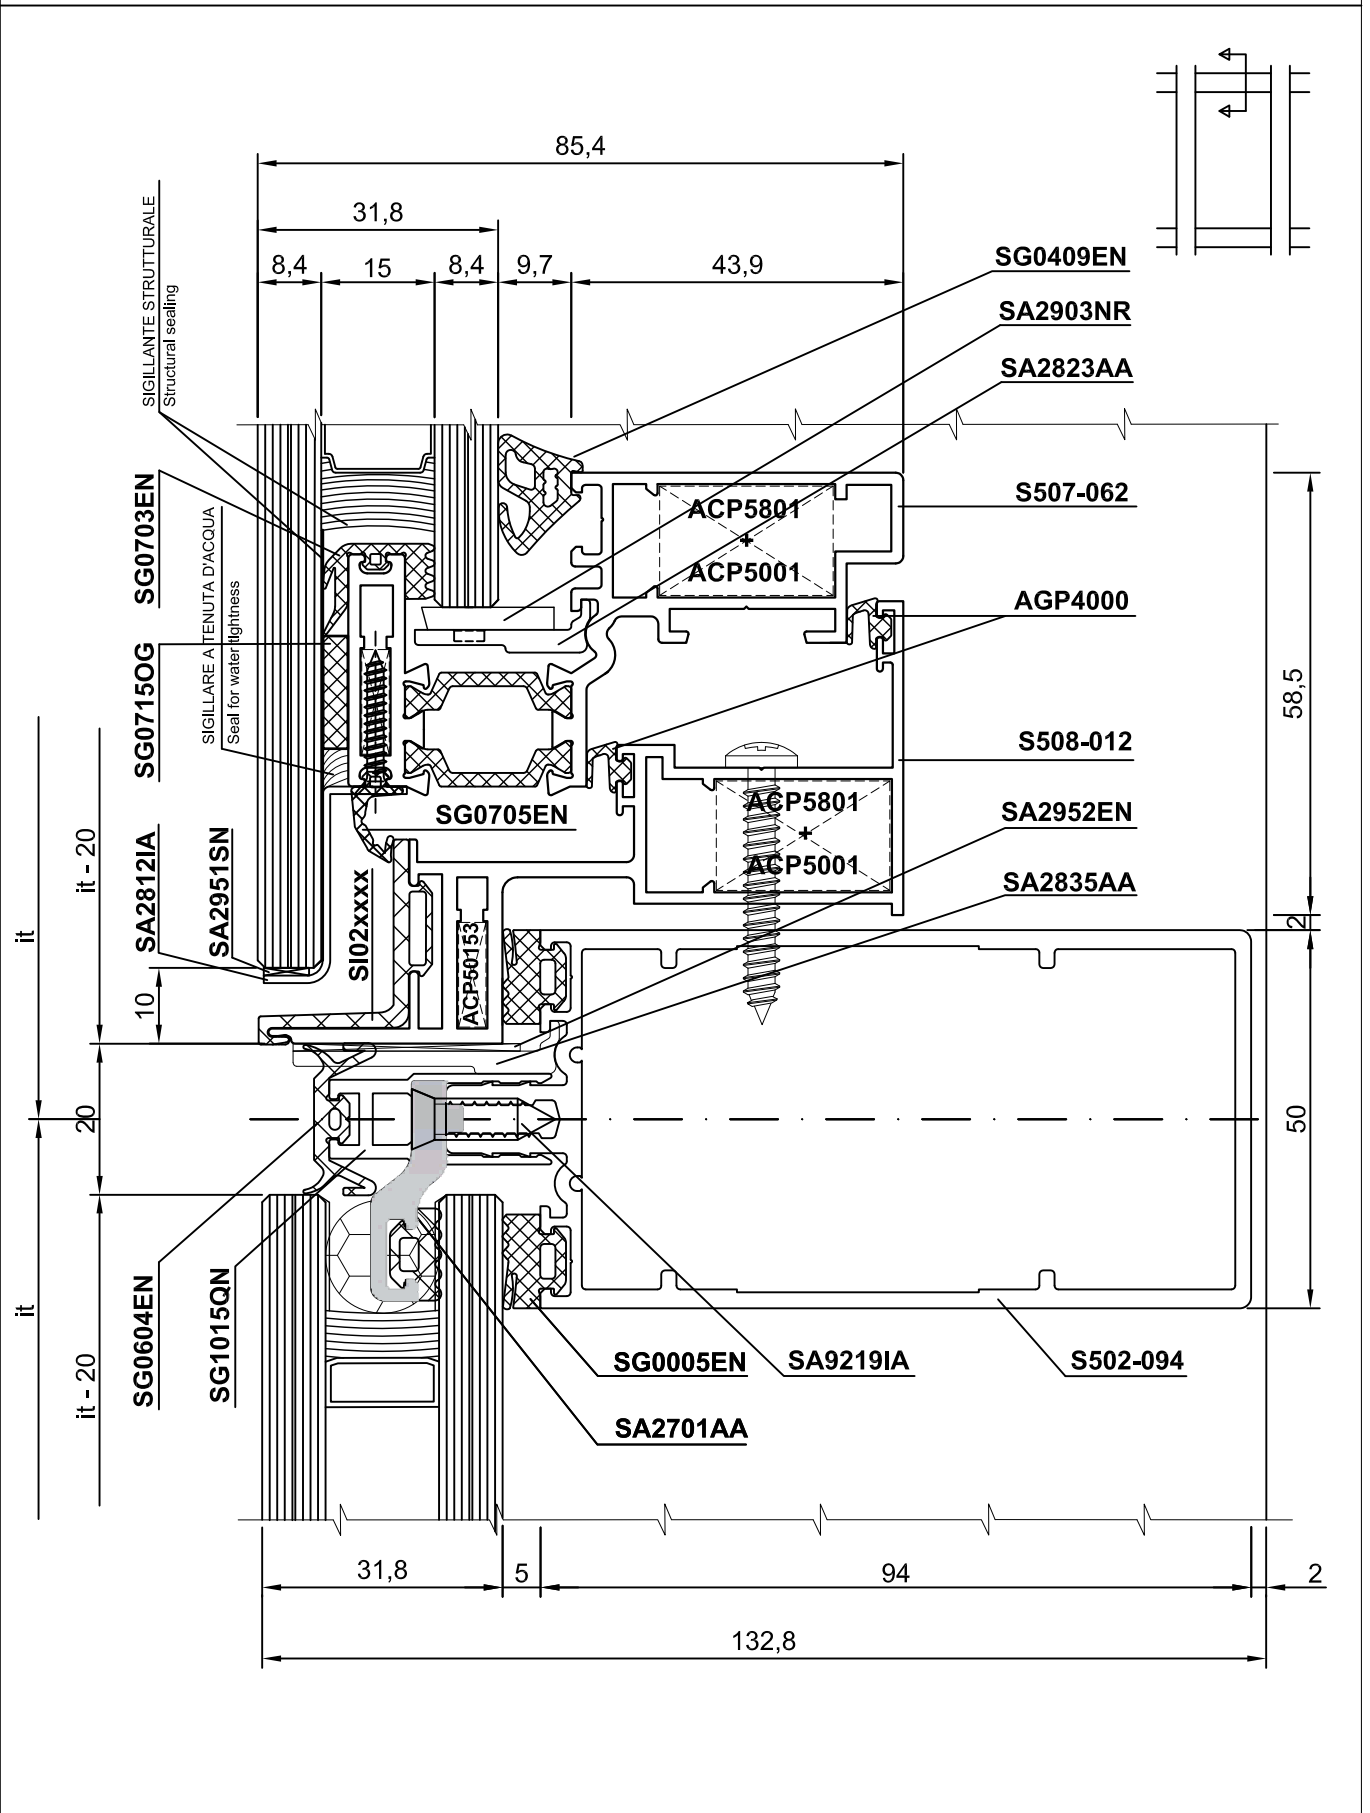 85,4
31,8
8,4
15
8,4
9,7
43,9
SG0409EN
SA2903NR
SA2823AA
SIGILLANTE STRUTTURALE
Structural sealing
SG0703EN
ACP5801
ACP5001
S507-062
SIGILLARE A TENUTA D'ACQUA
Seal for water tightness
AGP4000
SG0715OG
58,5
S508-012
SG0705EN
ACP5801
ACP5001
SA2952EN
it - 20
SA2812IA
SA2951SN
SI02xxxx
SA2835AA
ACP50153
it
10
2
20
50
it
SG0604EN
SG1015QN
it - 20
SG0005EN
SA9219IA
S502-094
SA2701AA
31,8
5
94
2
132,8